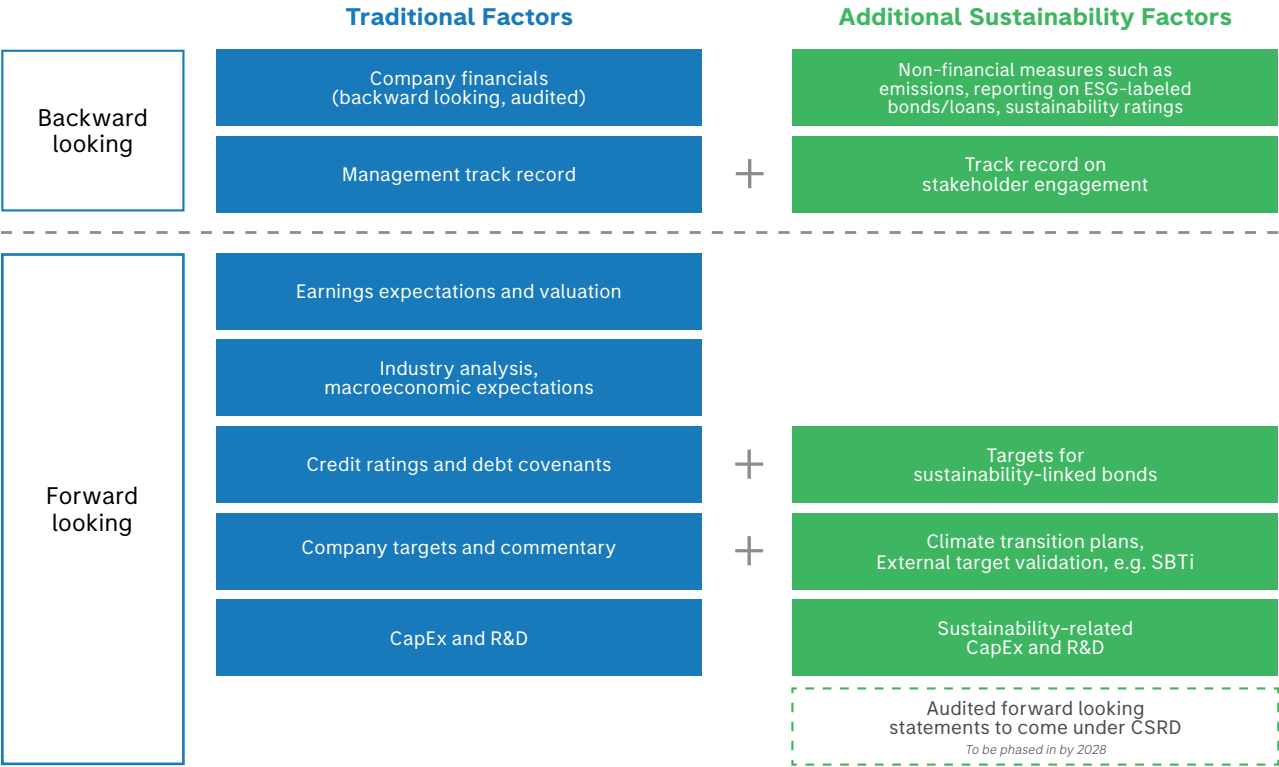 Traditional Factors
Additional Sustainability Factors
Backward
looking
Company financials
(backward looking, audited)
Non-financial measures such as
emissions, reporting on ESG-labeled
bonds/loans, sustainability ratings
Management track record
+
Track record on
stakeholder engagement
Forward
looking
Earnings expectations and valuation
Industry analysis,
macroeconomic expectations
Credit ratings and debt covenants
+
Targets for
sustainability-linked bonds
Company targets and commentary
+
Climate transition plans,
External target validation, e.g. SBTi
CapEx and R&D
Sustainability-related
CapEx and R&D
Audited forward looking
statements to come under CSRD
To be phased in by 2028